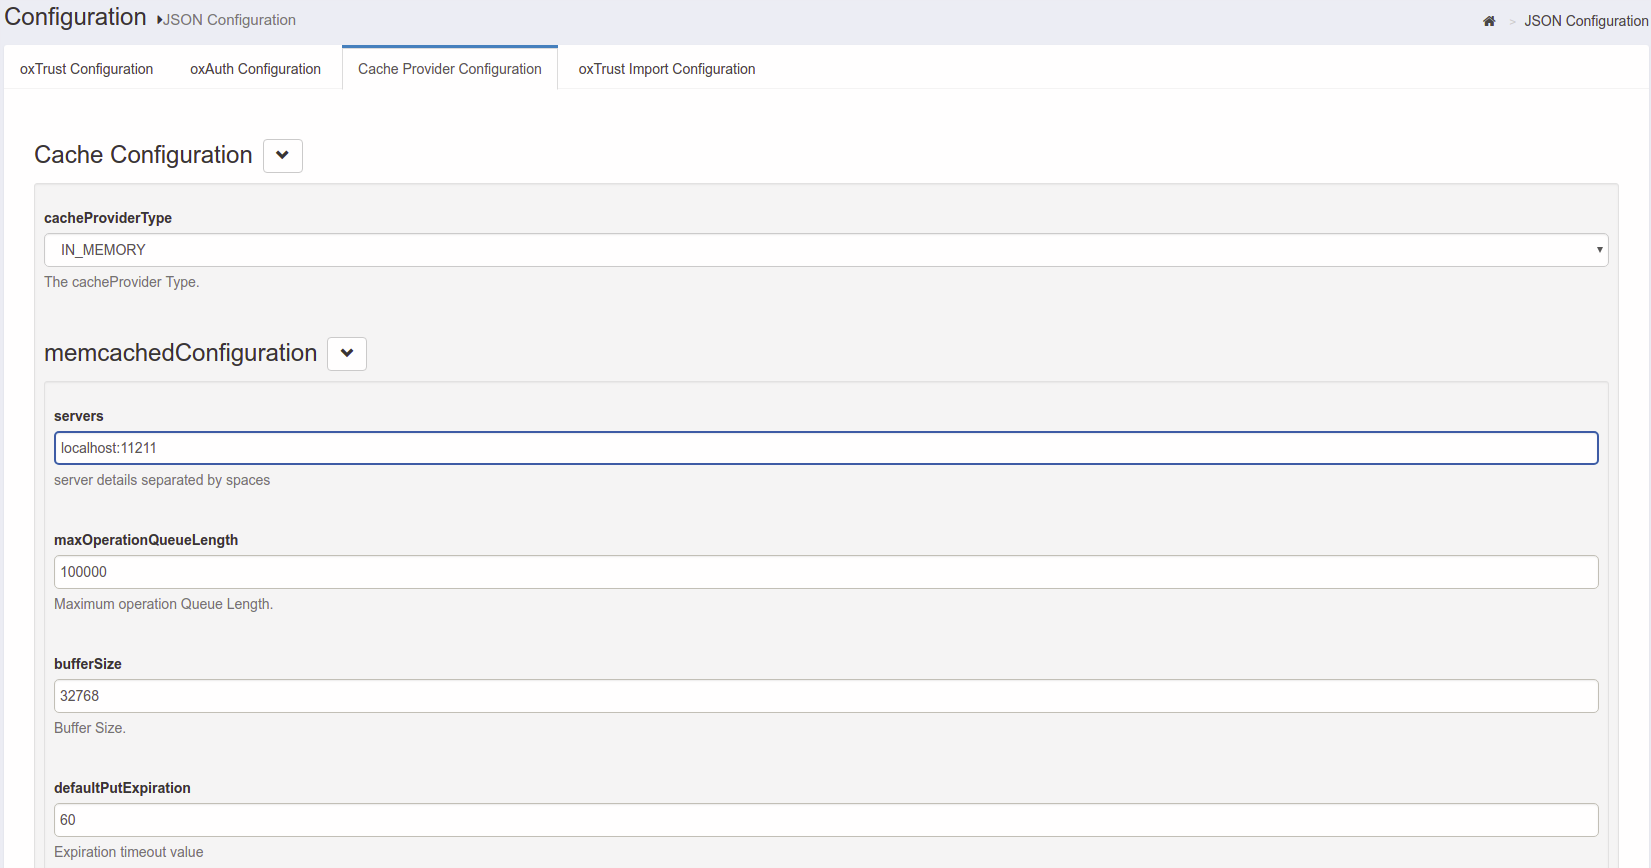 Configuration JSON Configuration
> JSON Configuration
oxTrust Configuration oxAuth Configuration Cache Provider Configuration oxTrust Import Configuration
Cache Configuration
cacheProviderType
IN_MEMORY
The cacheProvider Type.
memcachedConfiguration
servers
localhost:11211
server details separated by spaces
maxOperationQueueLength
100000
Maximum operation Queue Length.
bufferSize
32768
Buffer Size.
defaultPutExpiration
60
Expiration timeout value